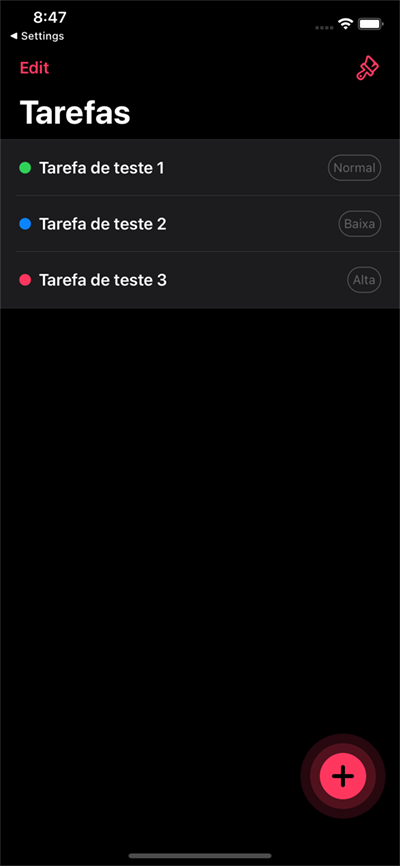 8:47
◀ Settings
Edit
Tarefas
Tarefa de teste 1
Normal
Tarefa de teste 2
Baixa
Tarefa de teste 3
Alta